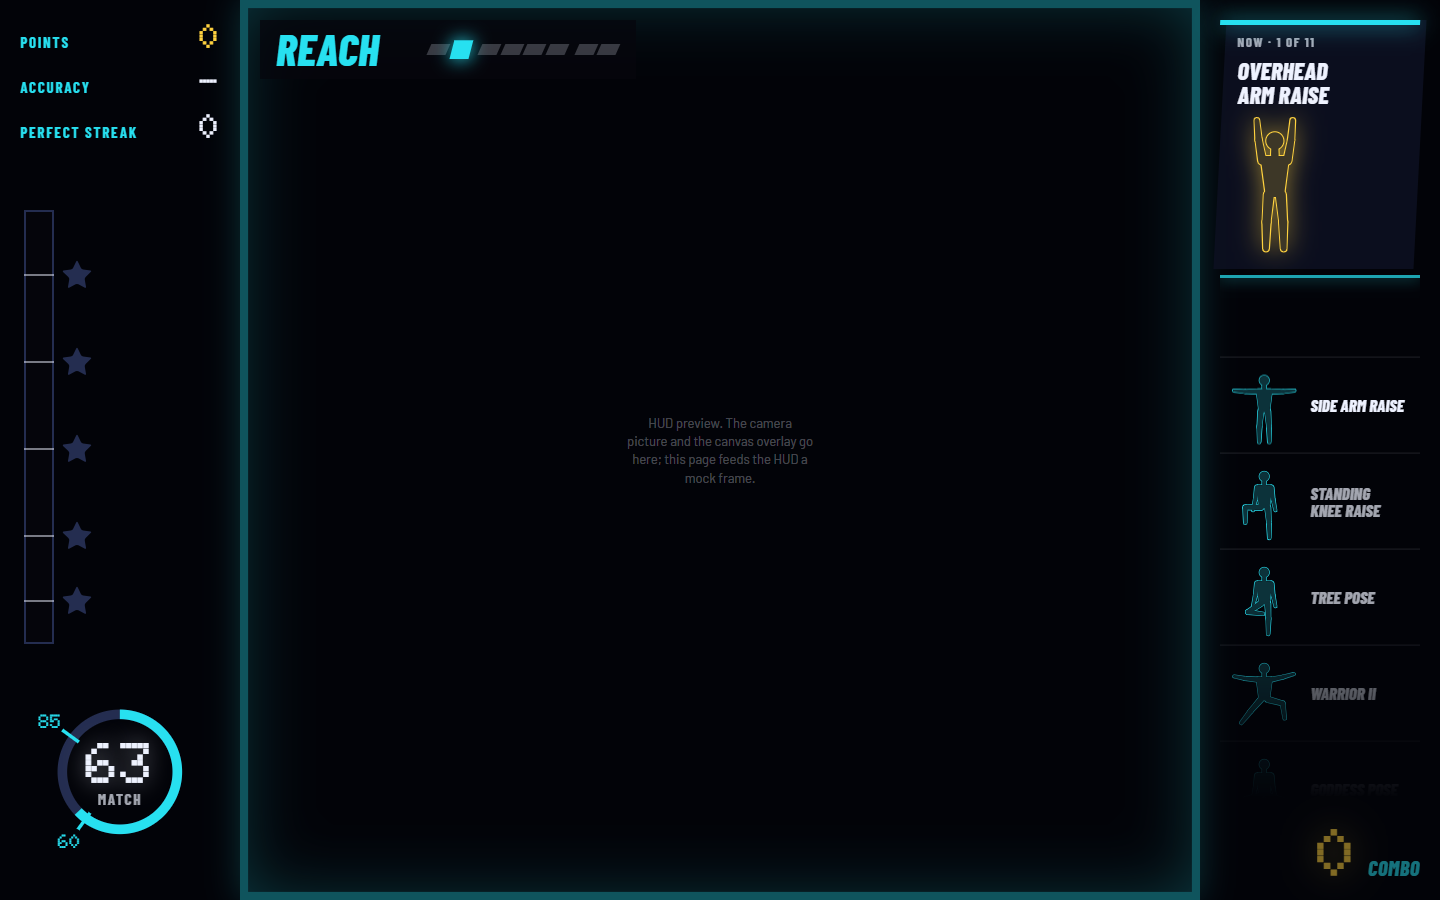 POINTS 0
ACCURACY –
PERFECT STREAK 0
85
63
MATCH
60
REACH
HUD preview. The camera
picture and the canvas overlay go
here; this page feeds the HUD a
mock frame.
NOW · 1 OF 11
OVERHEAD
ARM RAISE
SIDE ARM RAISE
STANDING
KNEE RAISE
TREE POSE
WARRIOR II
GODDESS POSE
0 COMBO